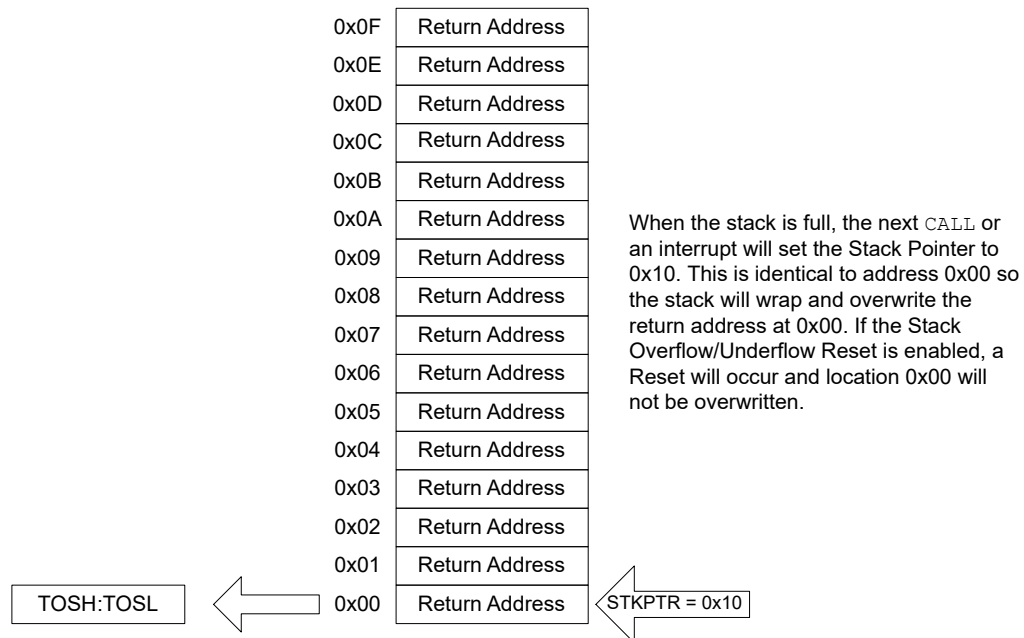 0x0F Return Address
0x0E Return Address
0x0D Return Address
0x0C Return Address
0x0B Return Address
0x0A Return Address
0x09 Return Address
0x08 Return Address
0x07 Return Address
0x06 Return Address
0x05 Return Address
0x04 Return Address
0x03 Return Address
0x02 Return Address
0x01 Return Address
TOSH:TOSL 0x00 Return Address STKPTR = 0x10
When the stack is full, the next CALL or
an interrupt will set the Stack Pointer to
0x10. This is identical to address 0x00 so
the stack will wrap and overwrite the
return address at 0x00. If the Stack
Overflow/Underflow Reset is enabled, a
Reset will occur and location 0x00 will
not be overwritten.